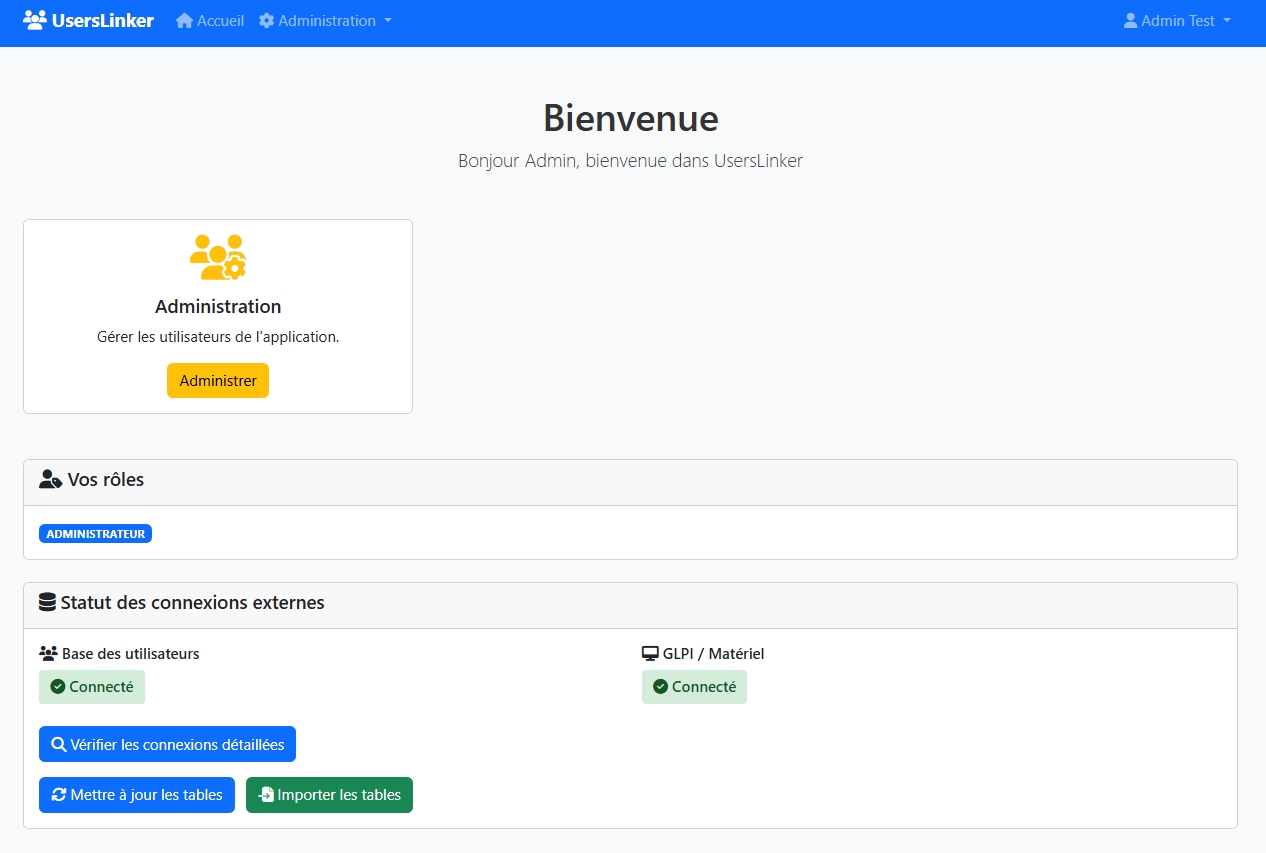 UsersLinker Accueil Administration Admin Test
Bienvenue
Bonjour Admin, bienvenue dans UsersLinker
Administration
Gérer les utilisateurs de l'application.
Administrer
Vos rôles
ADMINISTRATEUR
Statut des connexions externes
Base des utilisateurs GLPI / Matériel
Connecté Connecté
Vérifier les connexions détaillées
Mettre à jour les tables Importer les tables